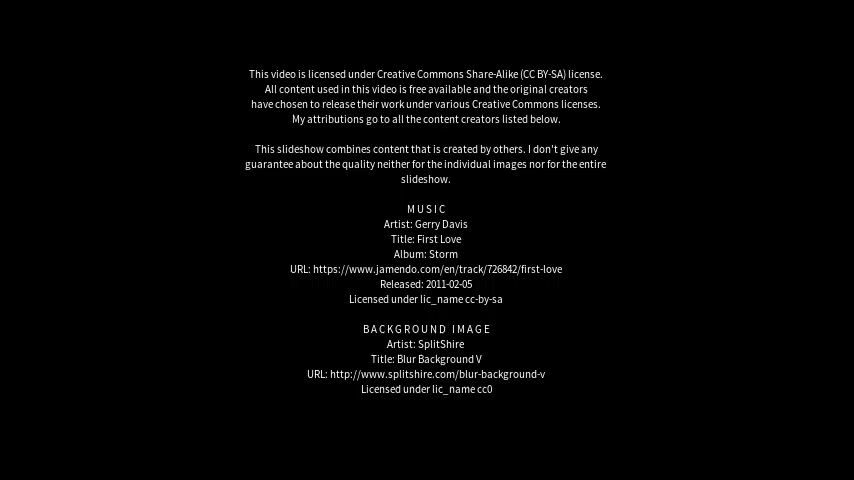 This video is licensed under Creative Commons Share-Alike (CC BY-SA) license.
All content used in this video is free available and the original creators
have chosen to release their work under various Creative Commons licenses.
My attributions go to all the content creators listed below.
This slideshow combines content that is created by others. I don't give any
guarantee about the quality neither for the individual images nor for the entire
slideshow.
MUSIC
Artist: Gerry Davis
Title: First Love
Album: Storm
URL: https://www.jamendo.com/en/track/726842/first-love
Released: 2011-02-05
Licensed under lic_name cc-by-sa
BACKGROUND IMAGE
Artist: SplitShire
Title: Blur Background V
URL: http://www.splitshire.com/blur-background-v
Licensed under lic_name cc0